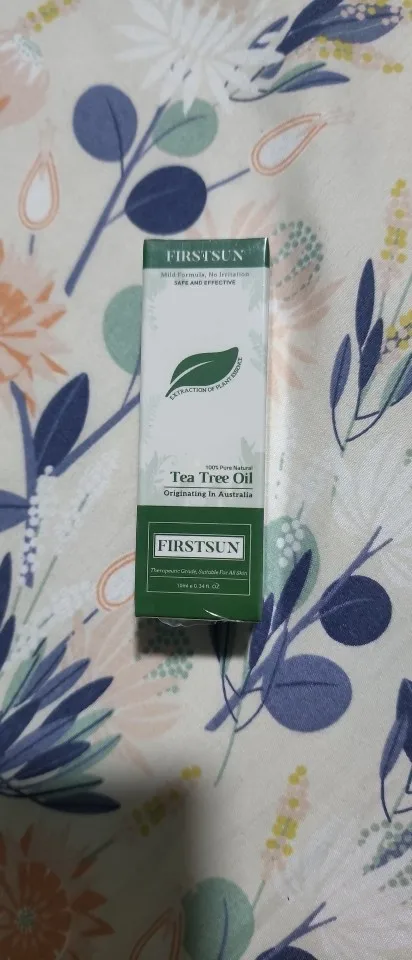 FIRSTSUN
Mild Formula, No Irritation
SAFE AND EFFECTIVE
EXTRACTION OF PLANT ESSENCE
100% Pure Natural
Tea Tree Oil
Originating In Australia
FIRSTSUN
Therapeutic Grade, Suitable For All Skin
10ml e 0.34 fl. oz